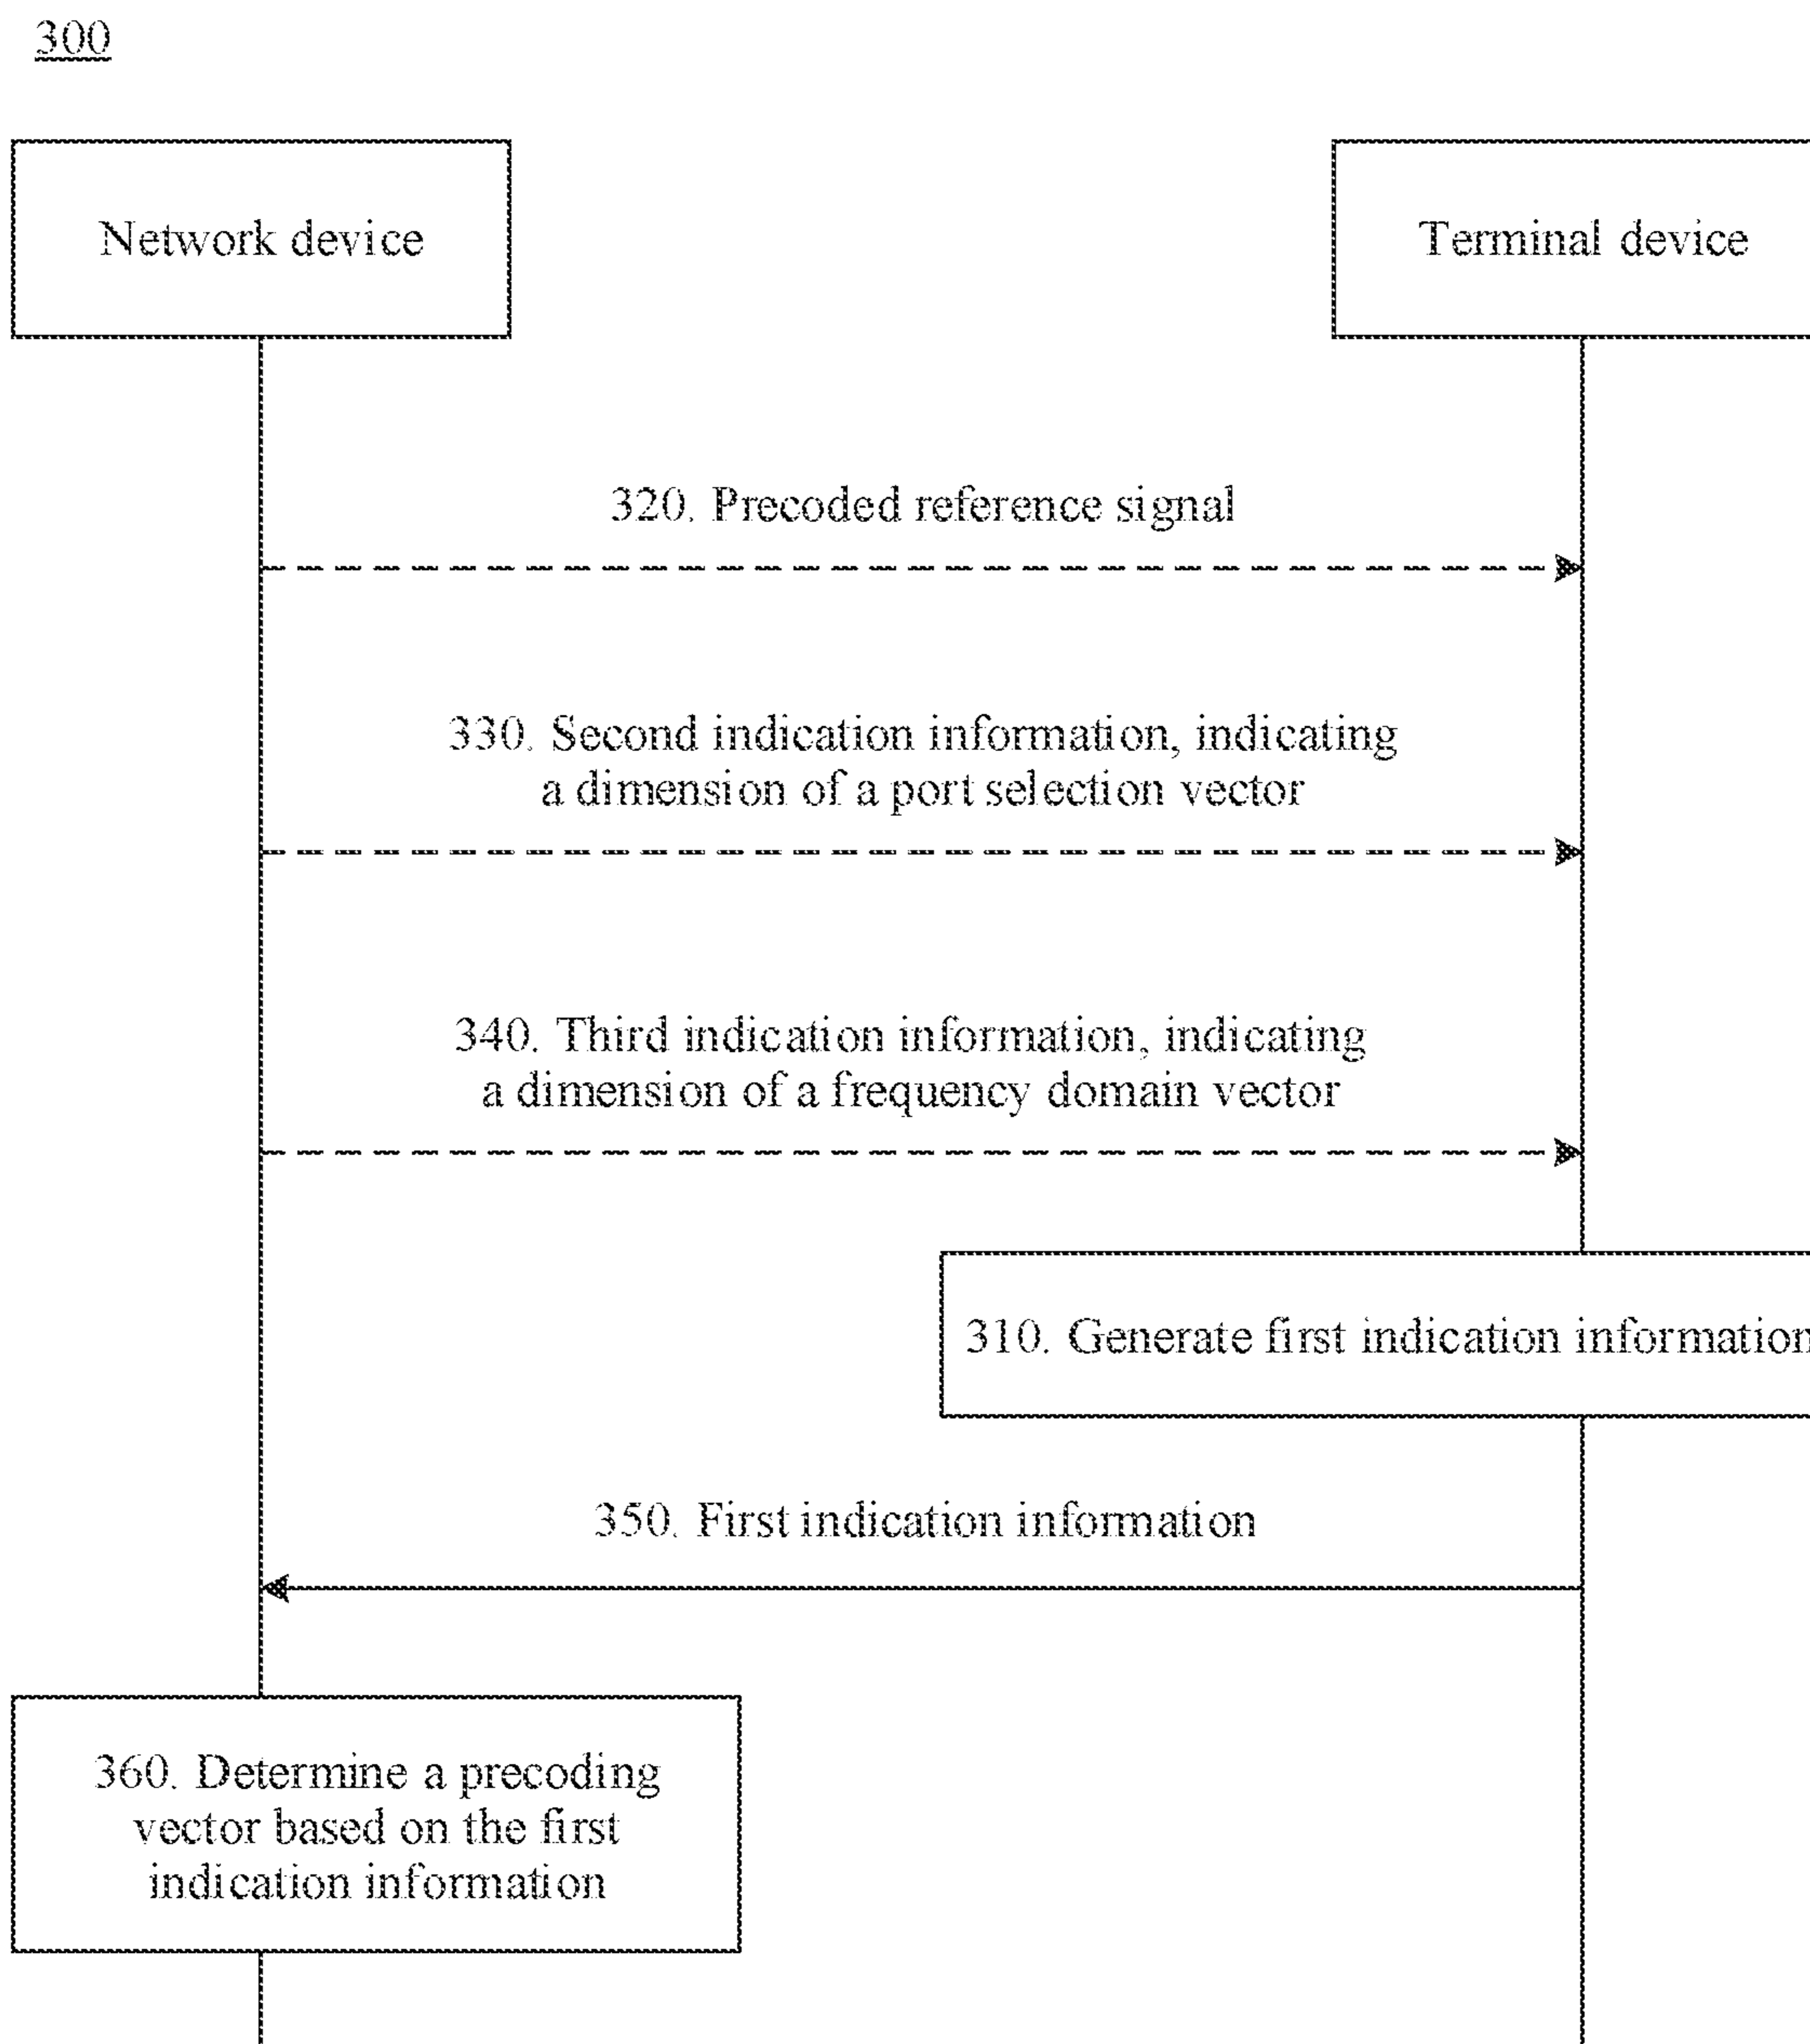 300
Network device
Terminal device
320. Precoded reference signal
330. Second indication information, indicating
a dimension of a port selection vector
340. Third indication information, indicating
a dimension of a frequency domain vector
310. Generate first indication information
350. First indication information
360. Determine a precoding
vector based on the first
indication information